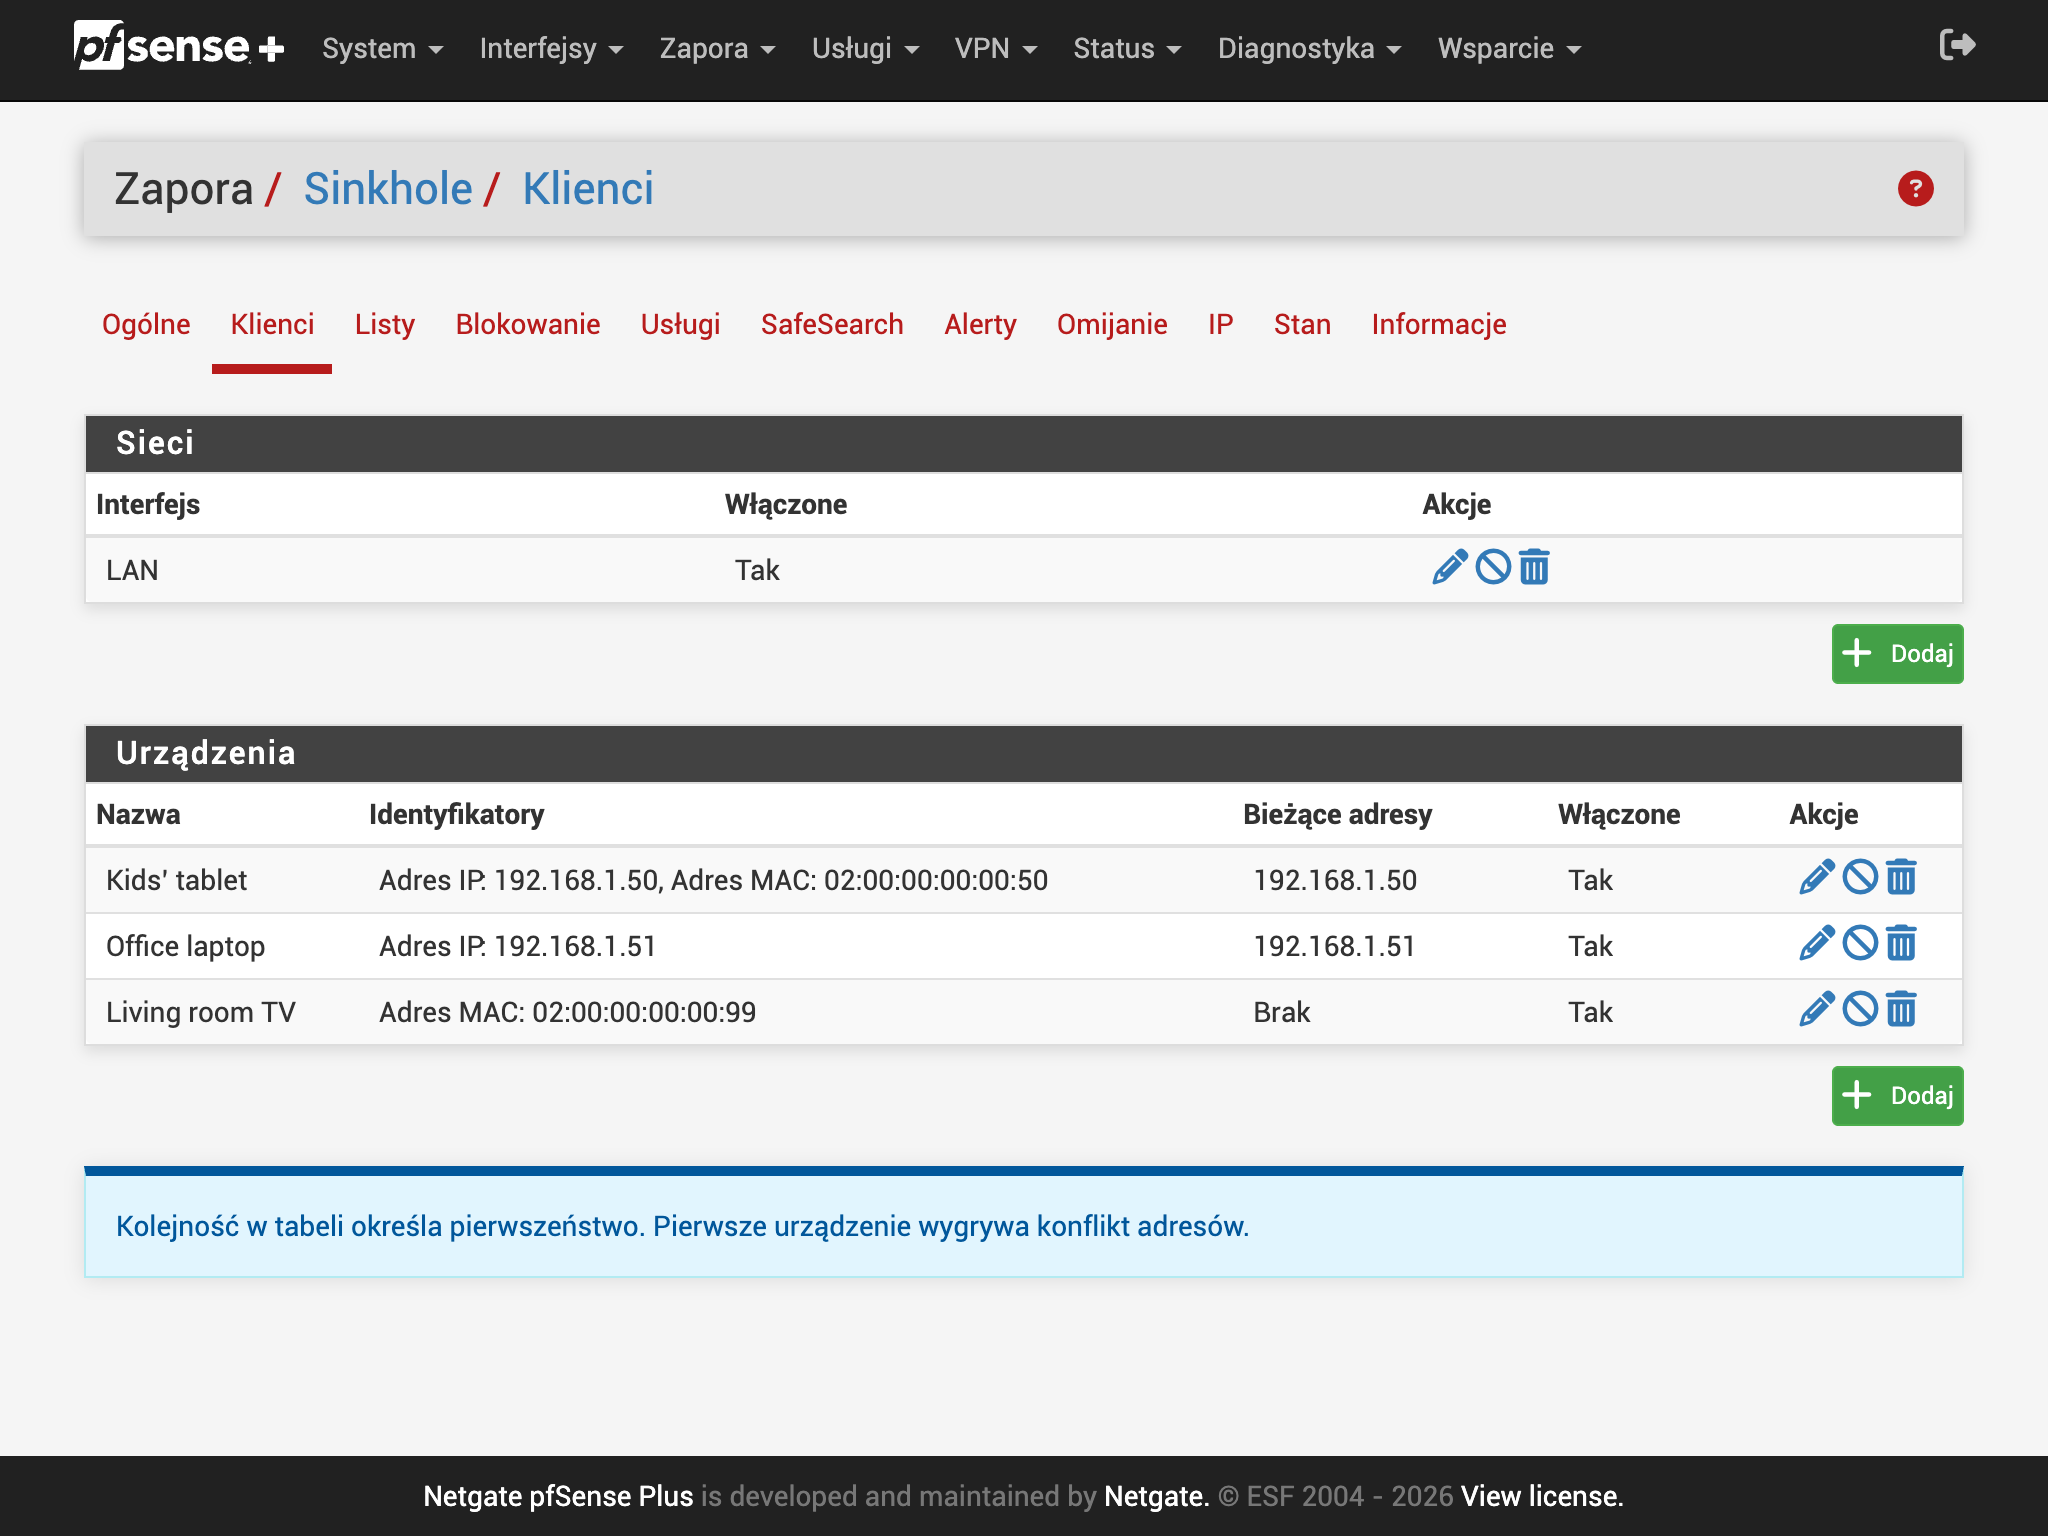 pfsense+ System Interfejsy Zapora Usługi VPN Status Diagnostyka Wsparcie
Zapora / Sinkhole / Klienci ?
Ogólne Klienci Listy Blokowanie Usługi SafeSearch Alerty Omijanie IP Stan Informacje
Sieci
Interfejs Włączone Akcje
LAN Tak
Dodaj
Urządzenia
Nazwa Identyfikatory Bieżące adresy Włączone Akcje
Kids' tablet Adres IP: 192.168.1.50, Adres MAC: 02:00:00:00:00:50 192.168.1.50 Tak
Office laptop Adres IP: 192.168.1.51 192.168.1.51 Tak
Living room TV Adres MAC: 02:00:00:00:00:99 Brak Tak
Dodaj
Kolejność w tabeli określa pierwszeństwo. Pierwsze urządzenie wygrywa konflikt adresów.
Netgate pfSense Plus is developed and maintained by Netgate. © ESF 2004 - 2026 View license.